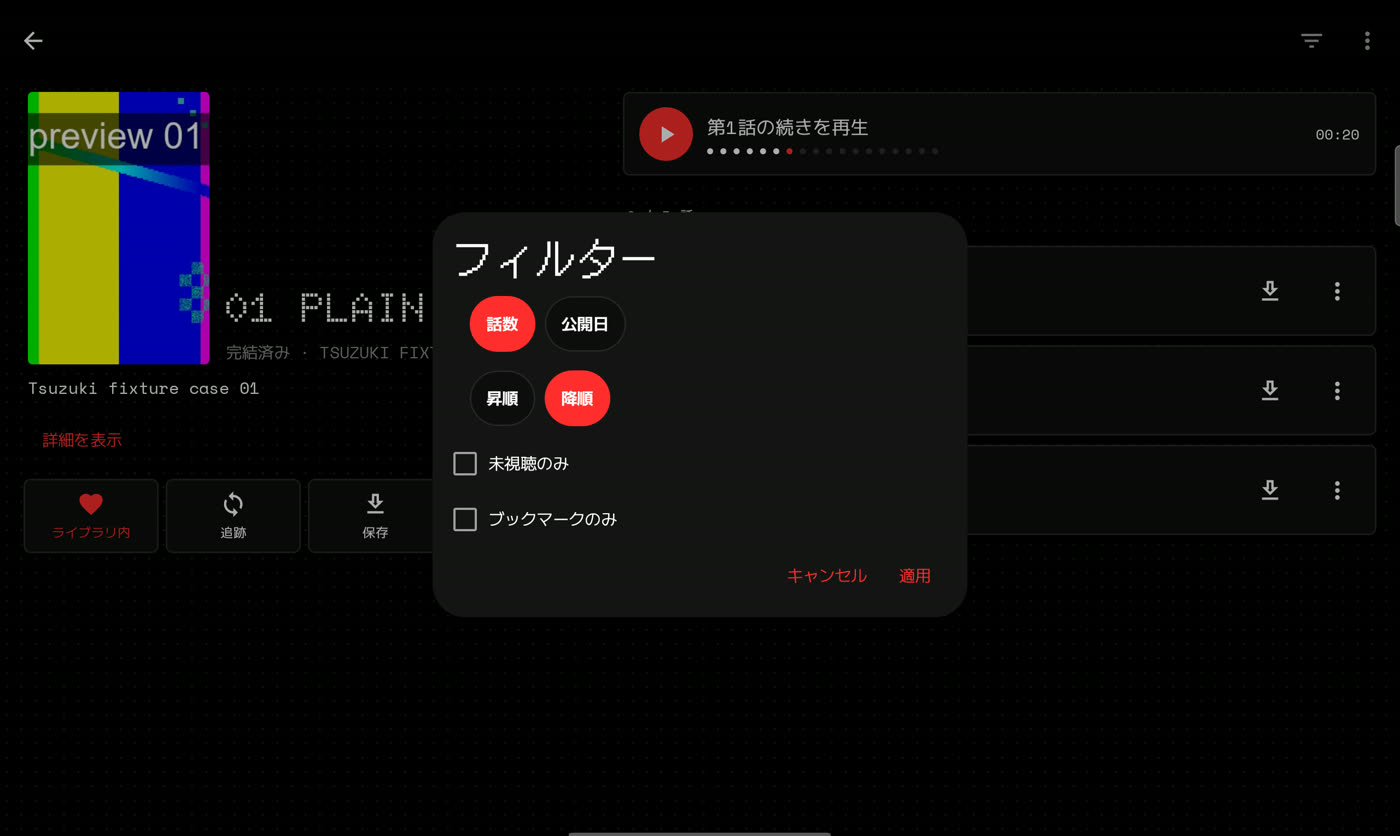 preview 01
01 PLAIN
完結済み · TSUZUKI FIXT
Tsuzuki fixture case 01
詳細を表示
ライブラリ内
追跡
保存
第1話の続きを再生
00:20
フィルター
話数
公開日
昇順
降順
未視聴のみ
ブックマークのみ
キャンセル
適用